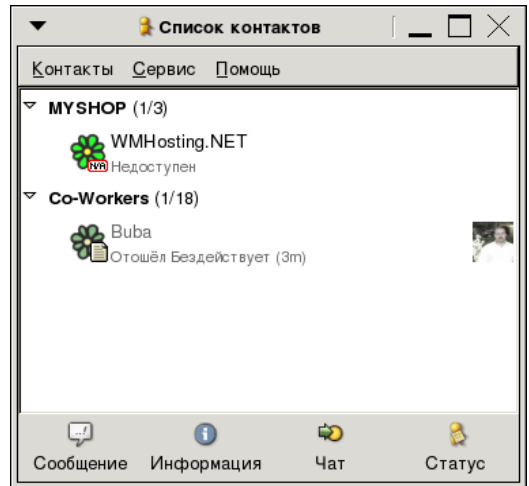 Список контактов
Контакты Сервис Помощь
MYSHOP (1/3)
WMHosting.NET
N/A
Недоступен
Co-Workers (1/18)
Buba
Отошёл Бездействует (3m)
Сообщение Информация Чат Статус